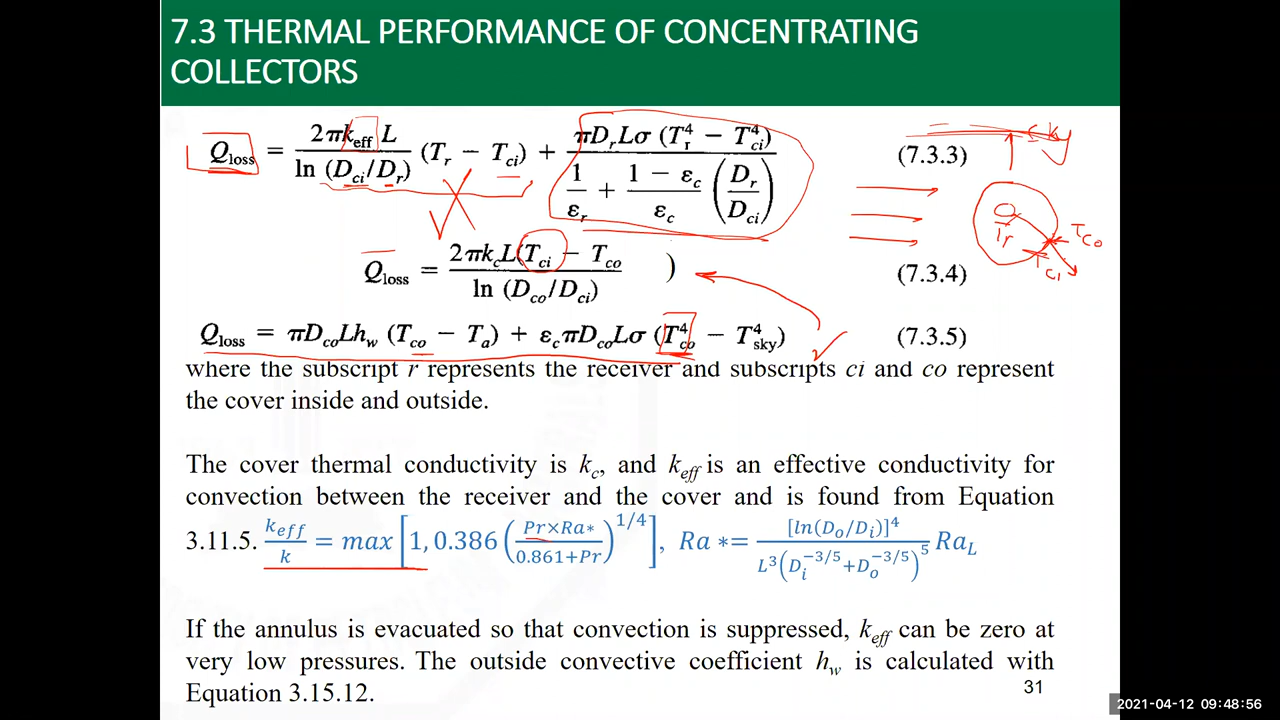 7.3 THERMAL PERFORMANCE OF CONCENTRATING
COLLECTORS
Q_loss = 2πk_eff L / ln (D_ci/D_r) (T_r − T_ci) + πD_r Lσ (T_r^4 − T_ci^4) / (1/ε_r + (1 − ε_c)/ε_c (D_r/D_ci)) (7.3.3)
sky
T_r
T_co
T_ci
Q_loss = 2πk_c L(T_ci − T_co) / ln (D_co/D_ci) ) (7.3.4)
Q_loss = πD_co Lh_w (T_co − T_a) + ε_c πD_co Lσ (T_co^4 − T_sky^4) (7.3.5)
where the subscript r represents the receiver and subscripts ci and co represent
the cover inside and outside.
The cover thermal conductivity is k_c, and k_eff is an effective conductivity for
convection between the receiver and the cover and is found from Equation
3.11.5. k_eff/k = max [1, 0.386 (Pr×Ra*/(0.861+Pr))^1/4], Ra *= [ln(D_o/D_i)]^4 / (L^3(D_i^−3/5+D_o^−3/5)^5) Ra_L
If the annulus is evacuated so that convection is suppressed, k_eff can be zero at
very low pressures. The outside convective coefficient h_w is calculated with
Equation 3.15.12.
31
2021-04-12 09:48:56